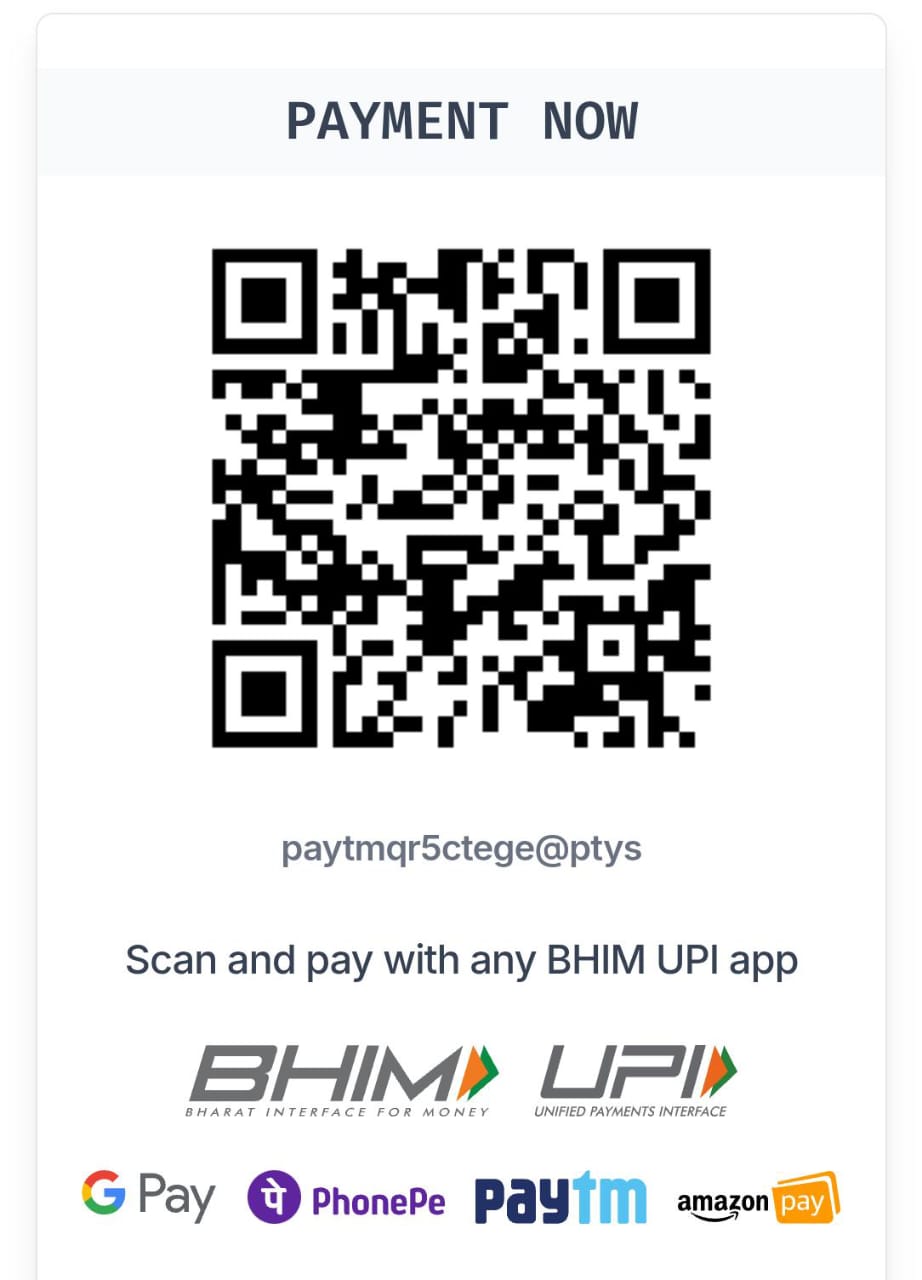 PAYMENT NOW
paytmqr5ctege@ptys
Scan and pay with any BHIM UPI app
BHIM UPI
BHARAT INTERFACE FOR MONEY UNIFIED PAYMENTS INTERFACE
G Pay पे PhonePe paytm amazon pay